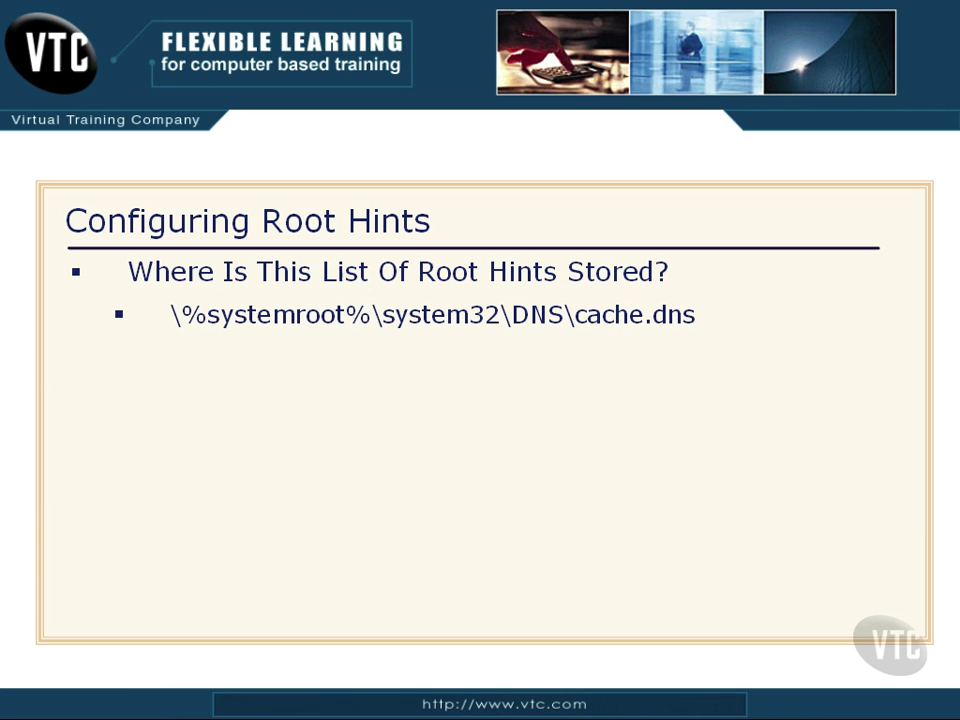 VTC
FLEXIBLE LEARNING
for computer based training
Virtual Training Company
Configuring Root Hints
▪ Where Is This List Of Root Hints Stored?
▪ \%systemroot%\system32\DNS\cache.dns
VTC
http://www.vtc.com